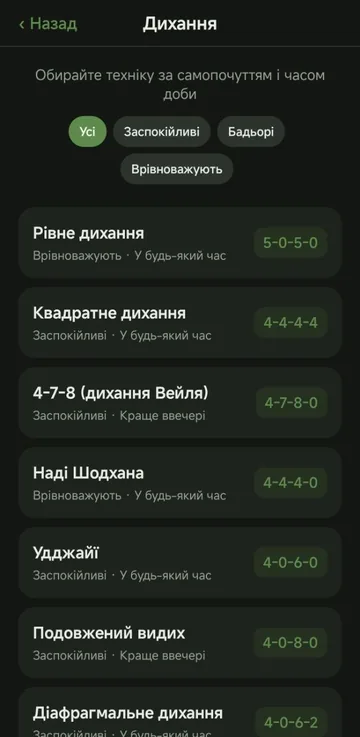 ‹ Назад
Дихання
Обирайте техніку за самопочуттям і часом
доби
Усі
Заспокійливі
Бадьорі
Врівноважують
Рівне дихання
Врівноважують · У будь-який час
5-0-5-0
Квадратне дихання
Заспокійливі · У будь-який час
4-4-4-4
4-7-8 (дихання Вейля)
Заспокійливі · Краще ввечері
4-7-8-0
Наді Шодхана
Врівноважують · У будь-який час
4-4-4-0
Удджайї
Заспокійливі · У будь-який час
4-0-6-0
Подовжений видих
Заспокійливі · Краще ввечері
4-0-8-0
Діафрагмальне дихання
Заспокійливі · У будь-який час
4-0-6-2